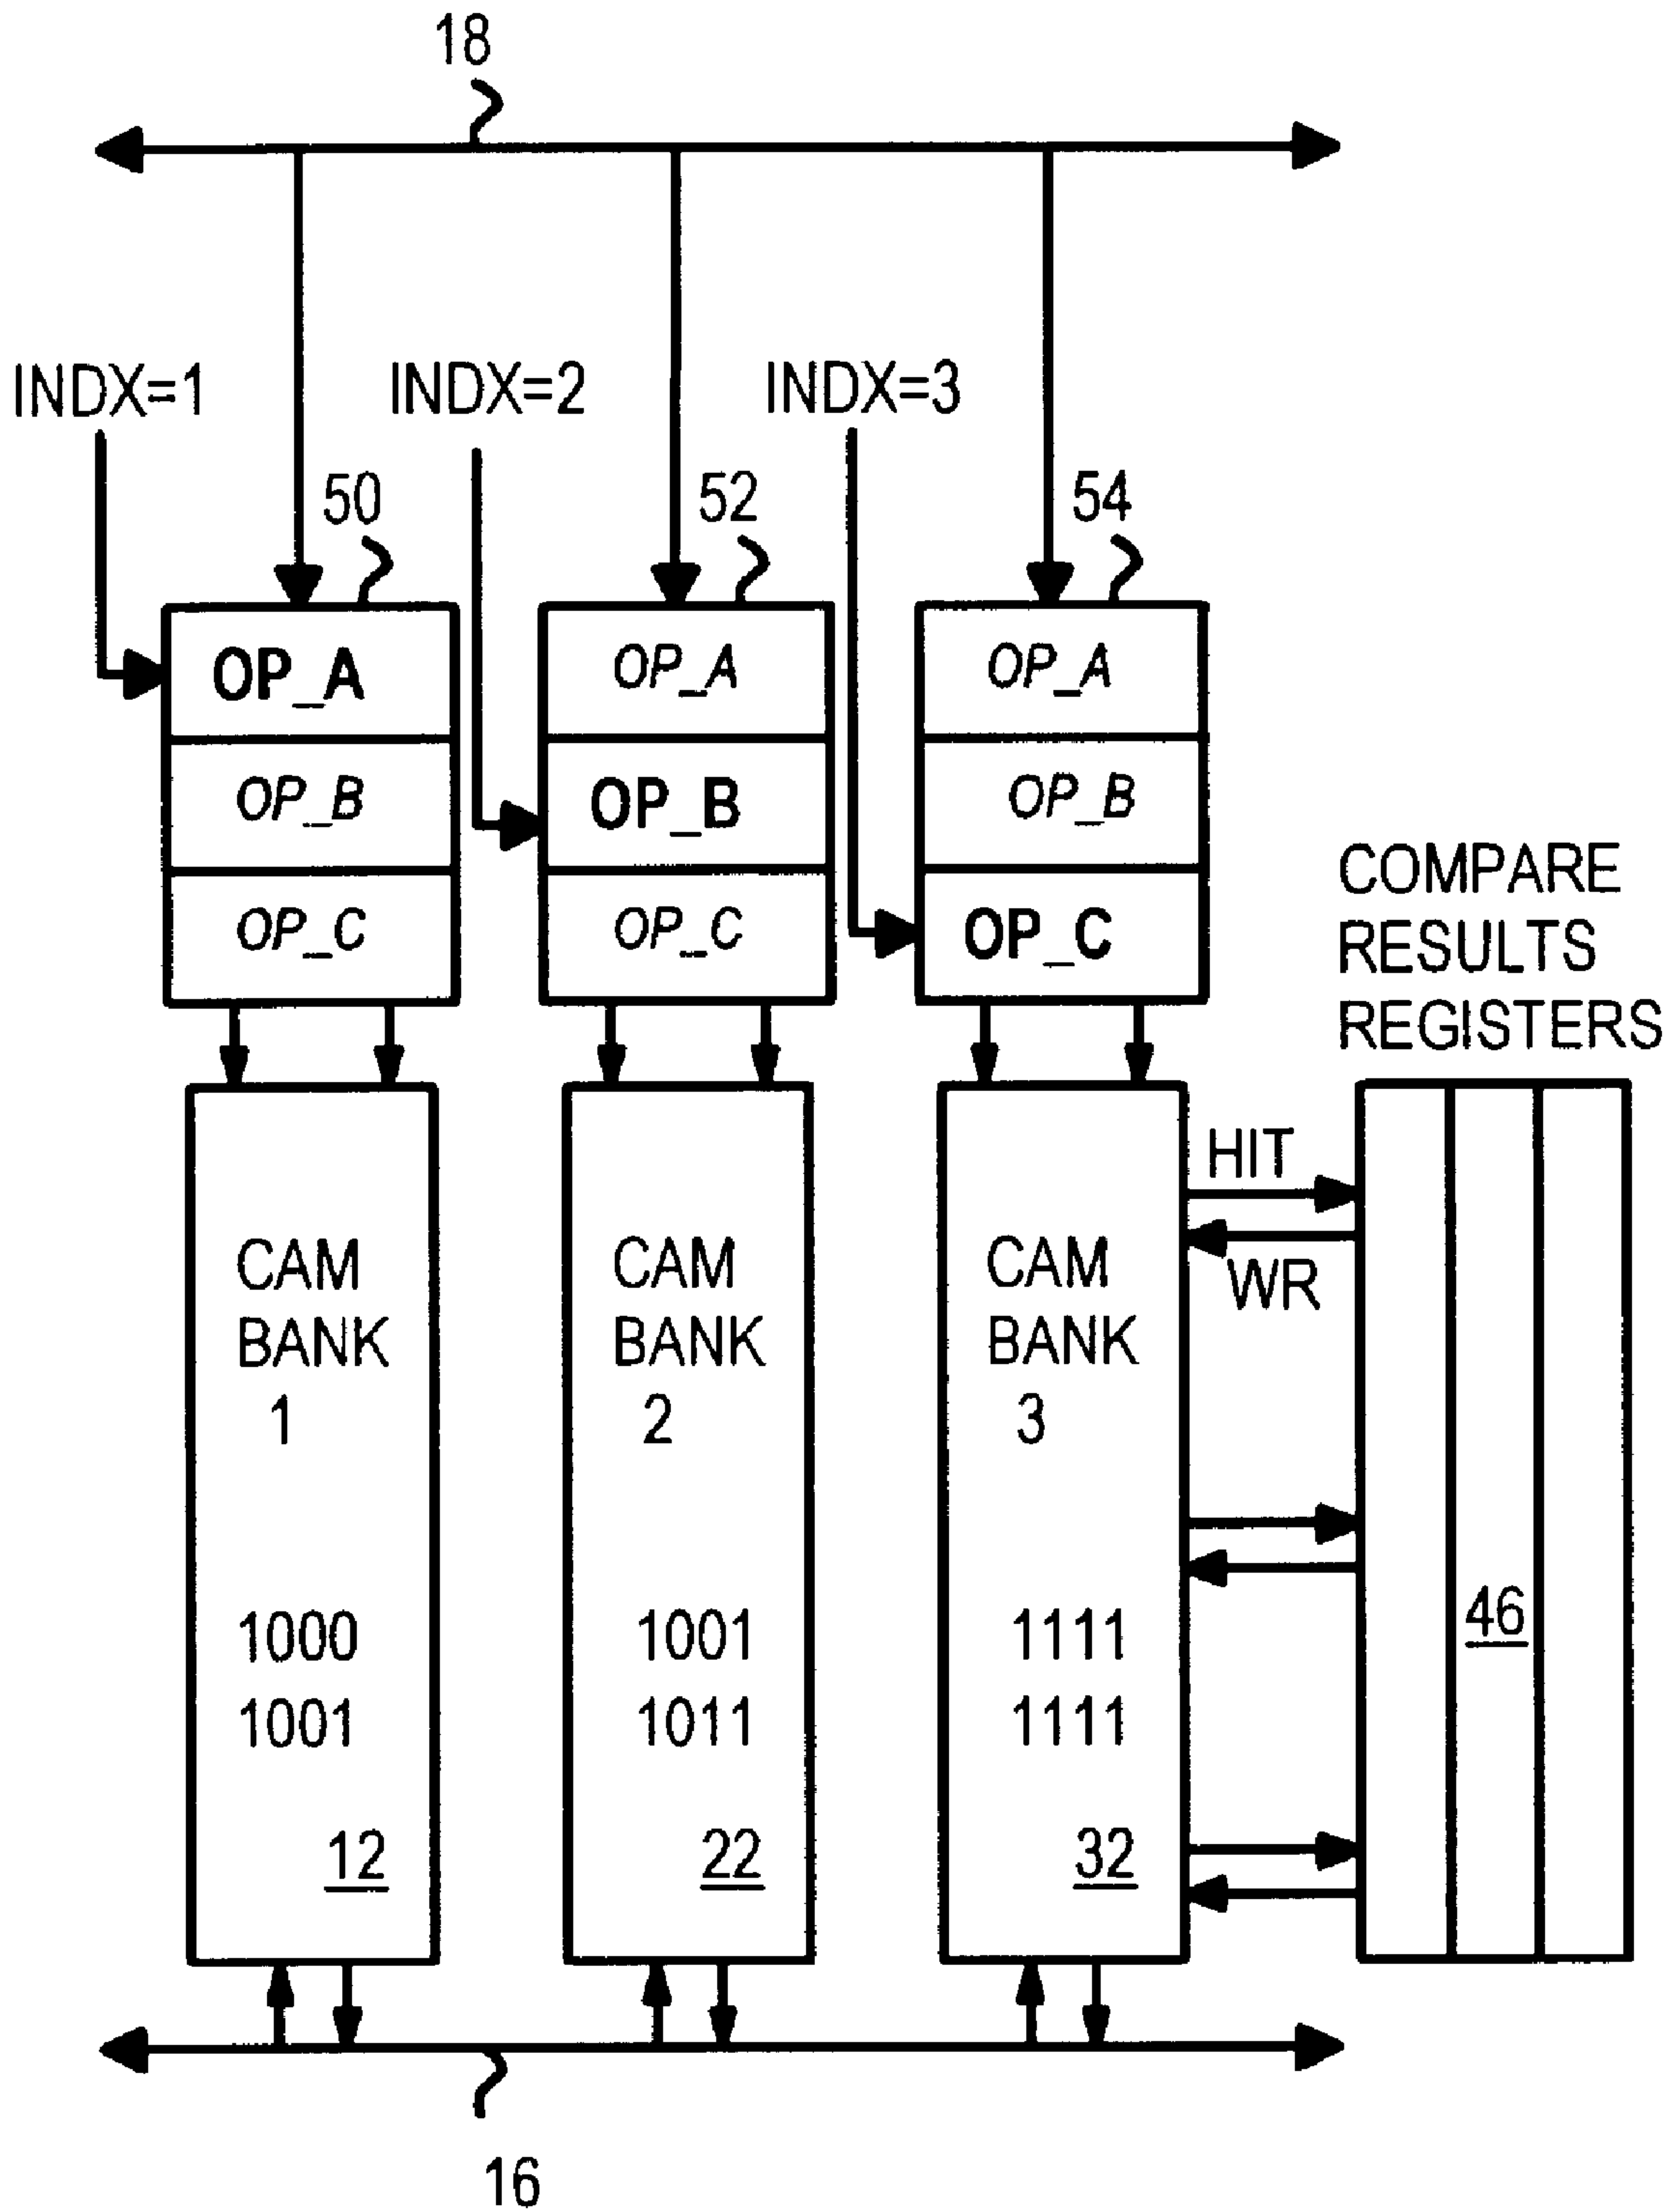 18
INDX=1
INDX=2
INDX=3
50
52
54
OP_A
OP_B
OP_C
OP_A
OP_B
OP_C
OP_A
OP_B
OP_C
COMPARE
RESULTS
REGISTERS
CAM
BANK
1
1000
1001
12
CAM
BANK
2
1001
1011
22
CAM
BANK
3
1111
1111
32
HIT
WR
46
16